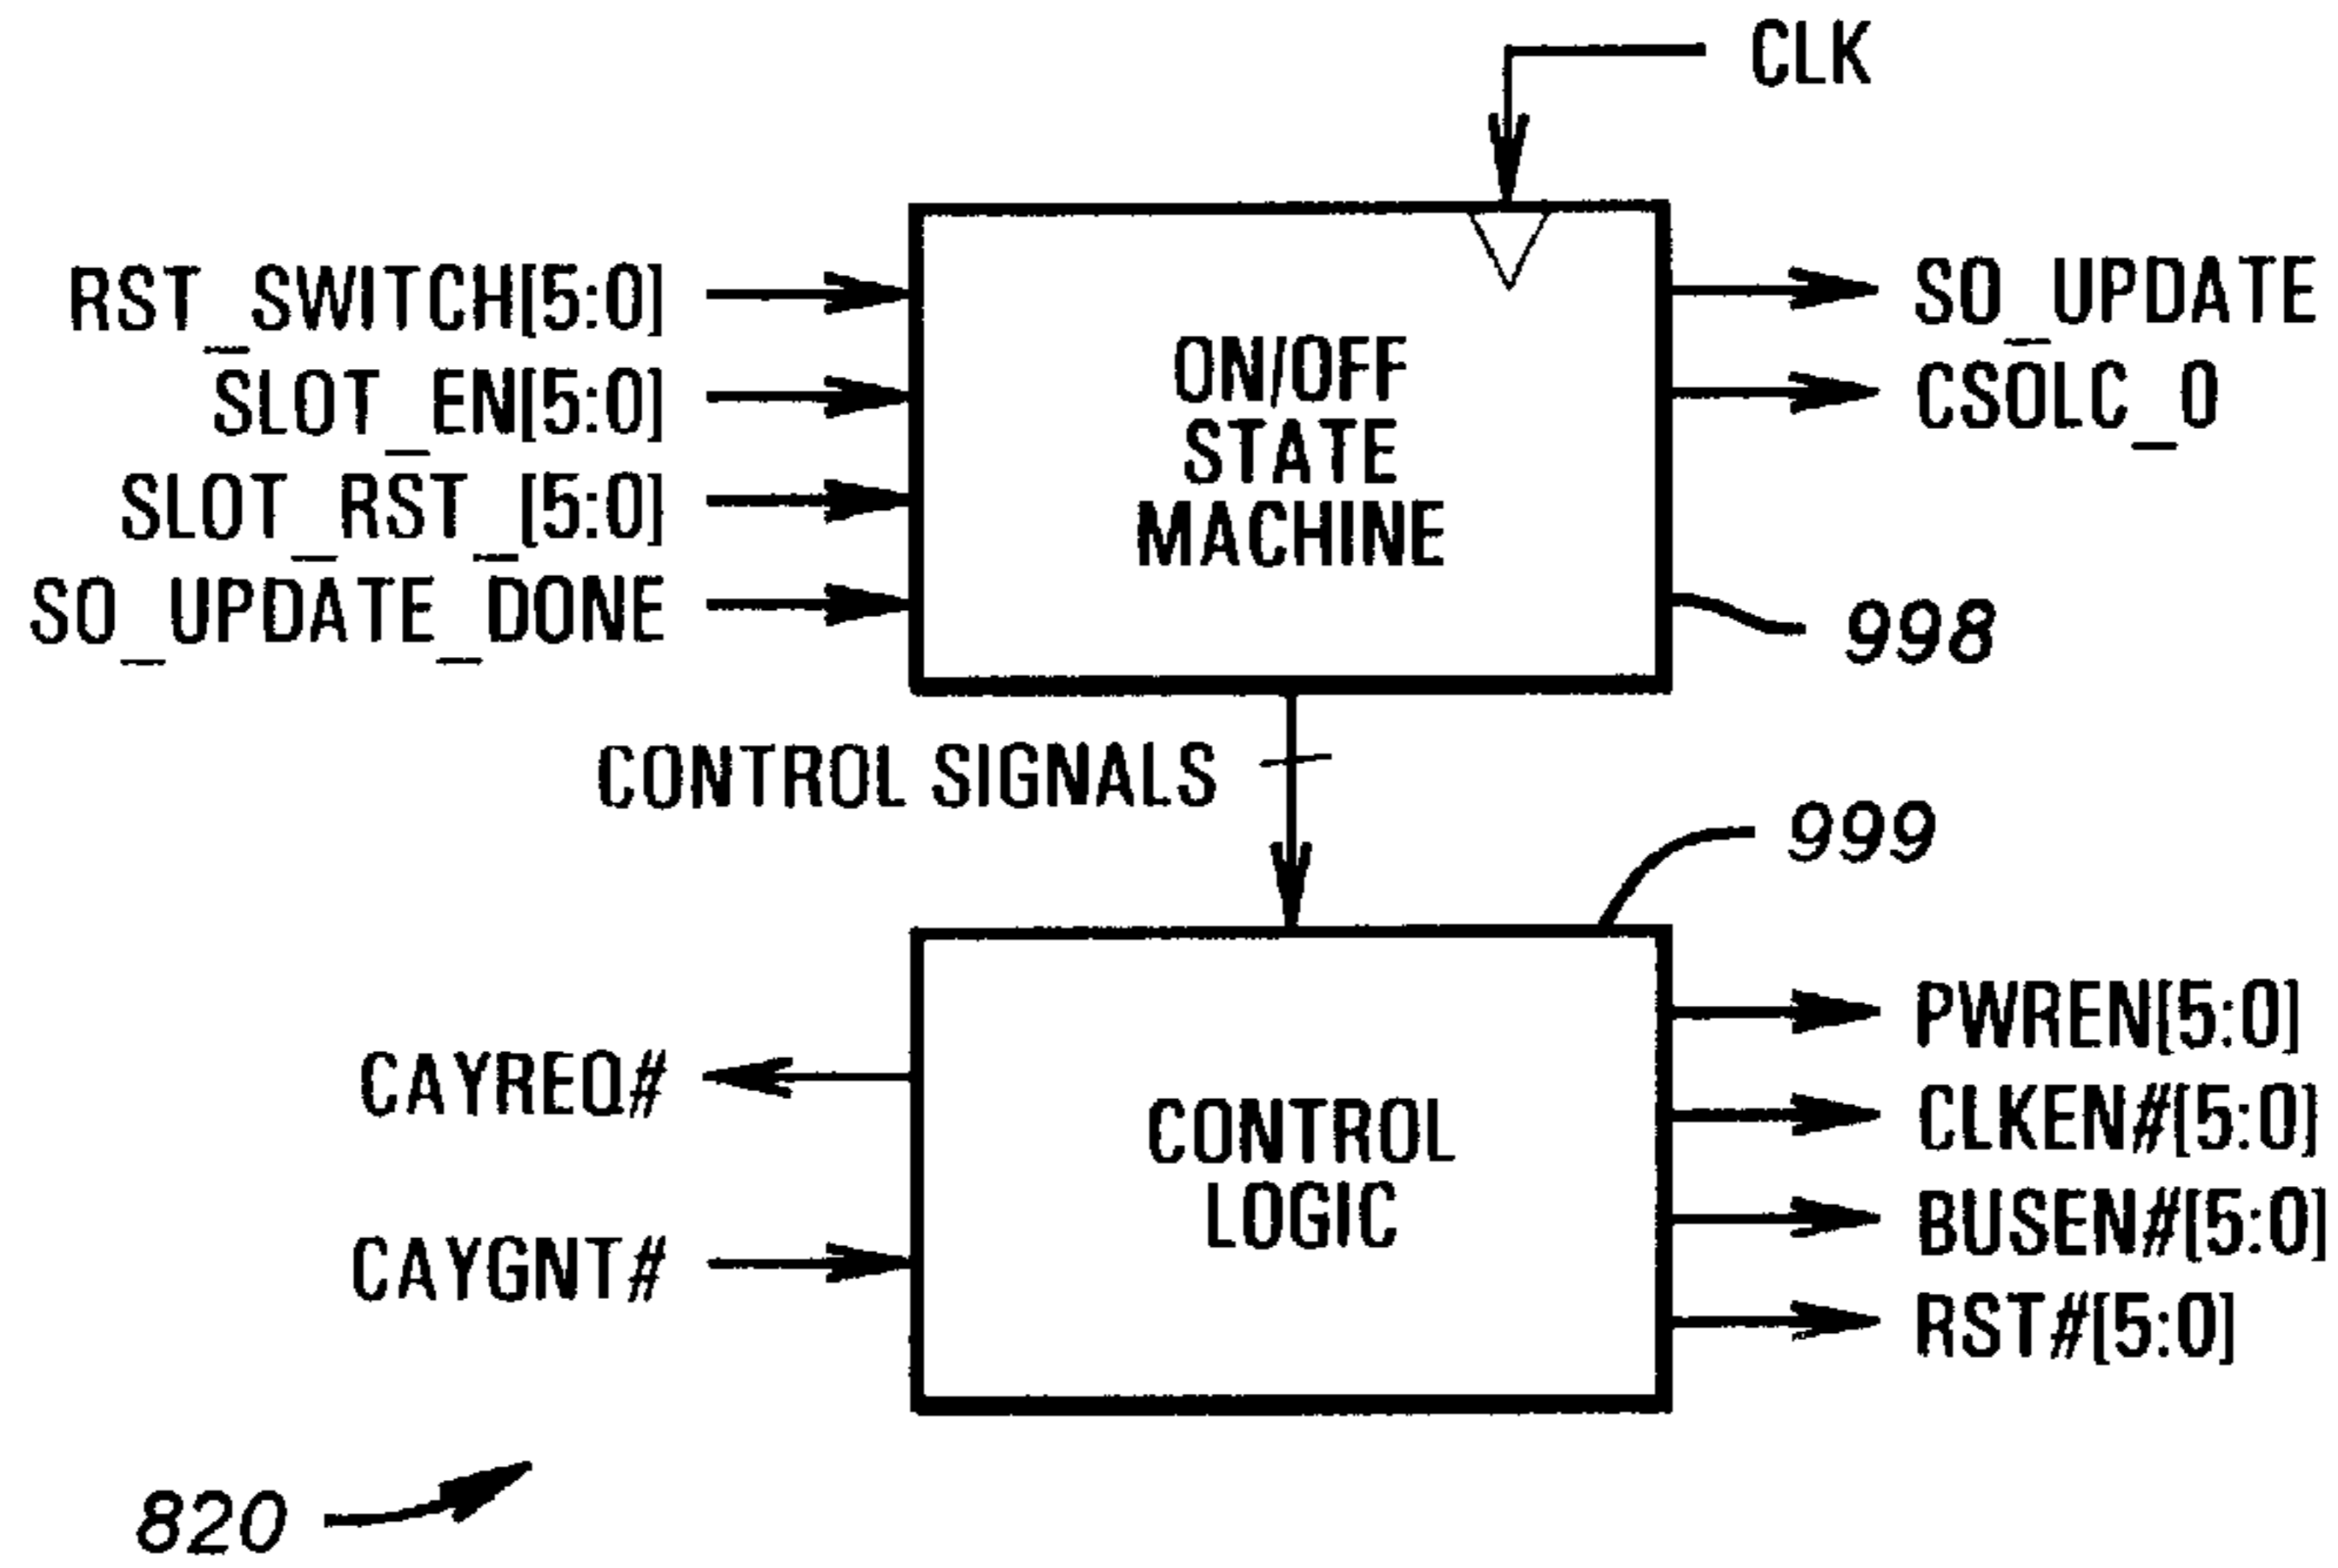 CLK
RST_SWITCH[5:0]
SLOT_EN[5:0]
SLOT_RST_[5:0]
SO_UPDATE_DONE
ON/OFF
STATE
MACHINE
SO_UPDATE
CSOLC_O
998
CONTROL SIGNALS
999
CAYREQ#
CAYGNT#
CONTROL
LOGIC
PWREN[5:0]
CLKEN#[5:0]
BUSEN#[5:0]
RST#[5:0]
820